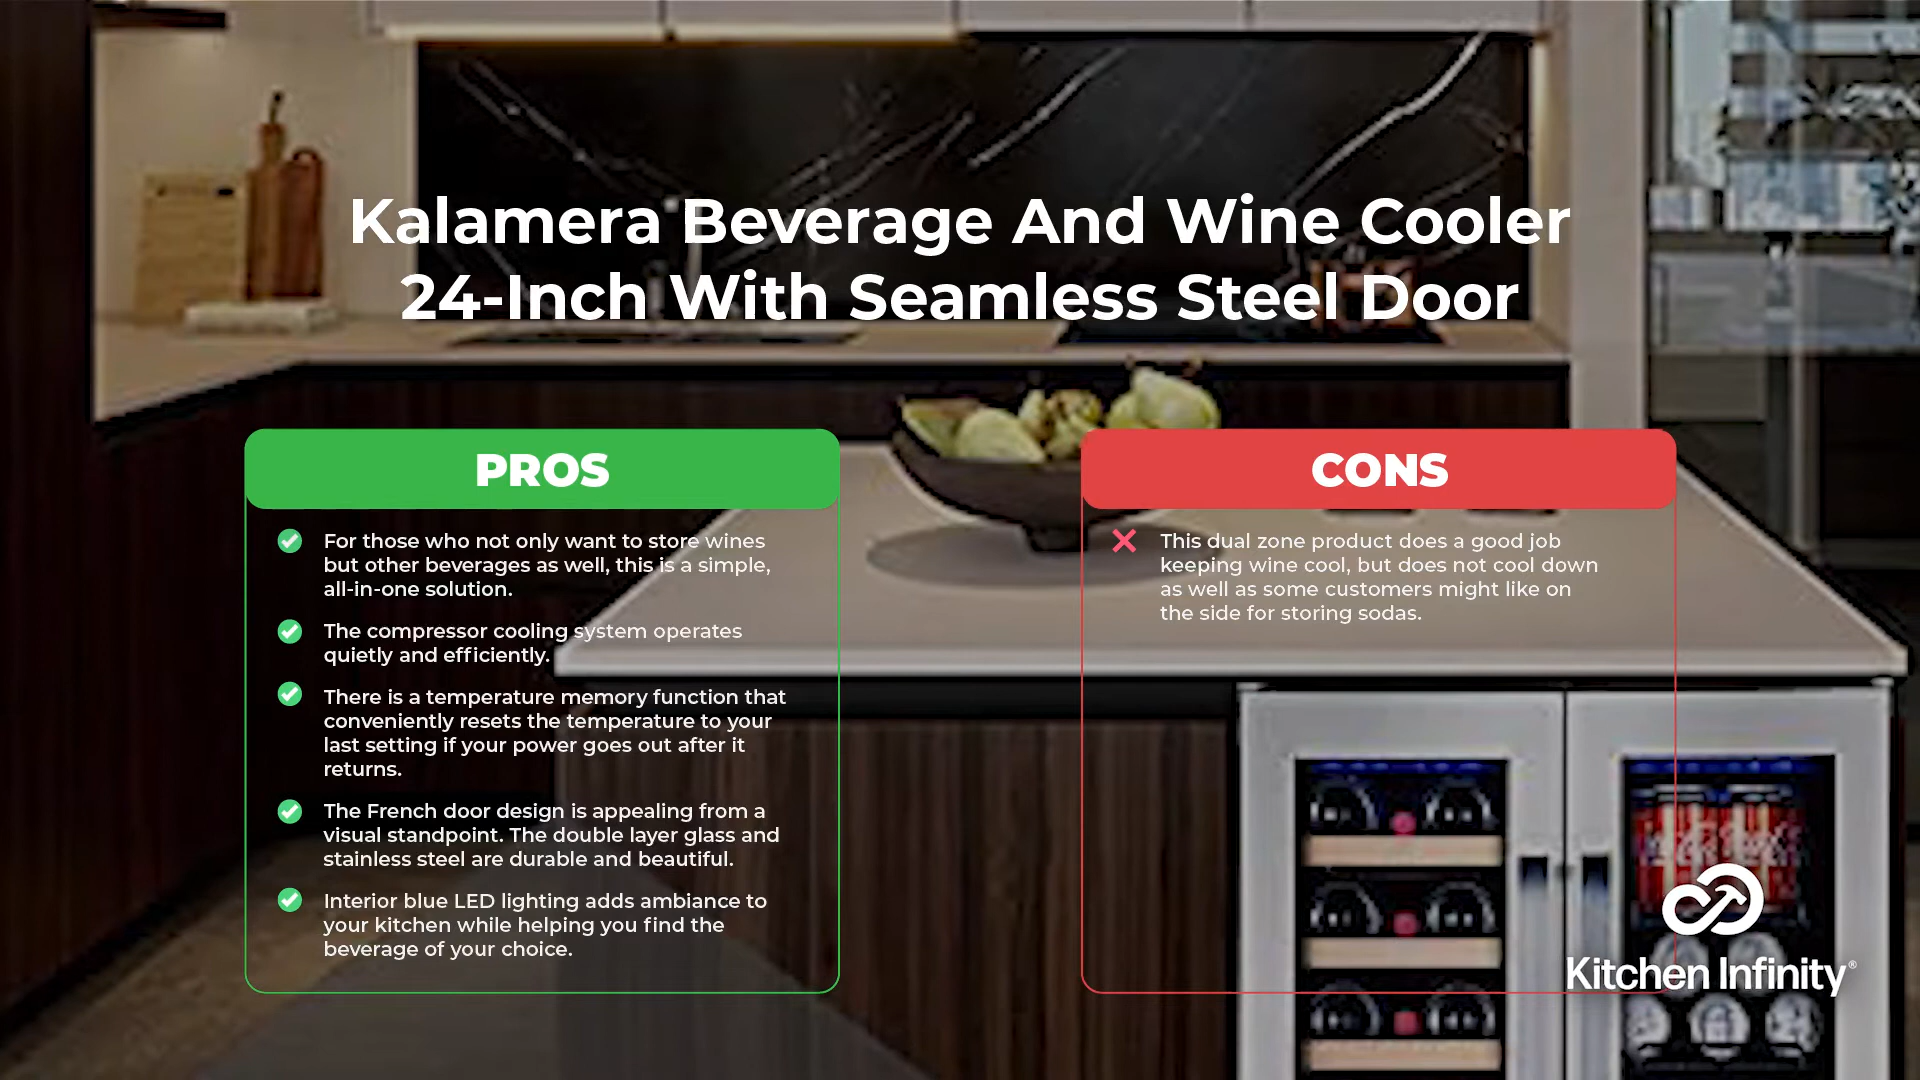 Kalamera Beverage And Wine Cooler
24-Inch With Seamless Steel Door
PROS
For those who not only want to store wines
but other beverages as well, this is a simple,
all-in-one solution.
The compressor cooling system operates
quietly and efficiently.
There is a temperature memory function that
conveniently resets the temperature to your
last setting if your power goes out after it
returns.
The French door design is appealing from a
visual standpoint. The double layer glass and
stainless steel are durable and beautiful.
Interior blue LED lighting adds ambiance to
your kitchen while helping you find the
beverage of your choice.
CONS
This dual zone product does a good job
keeping wine cool, but does not cool down
as well as some customers might like on
the side for storing sodas.
Kitchen Infinity®